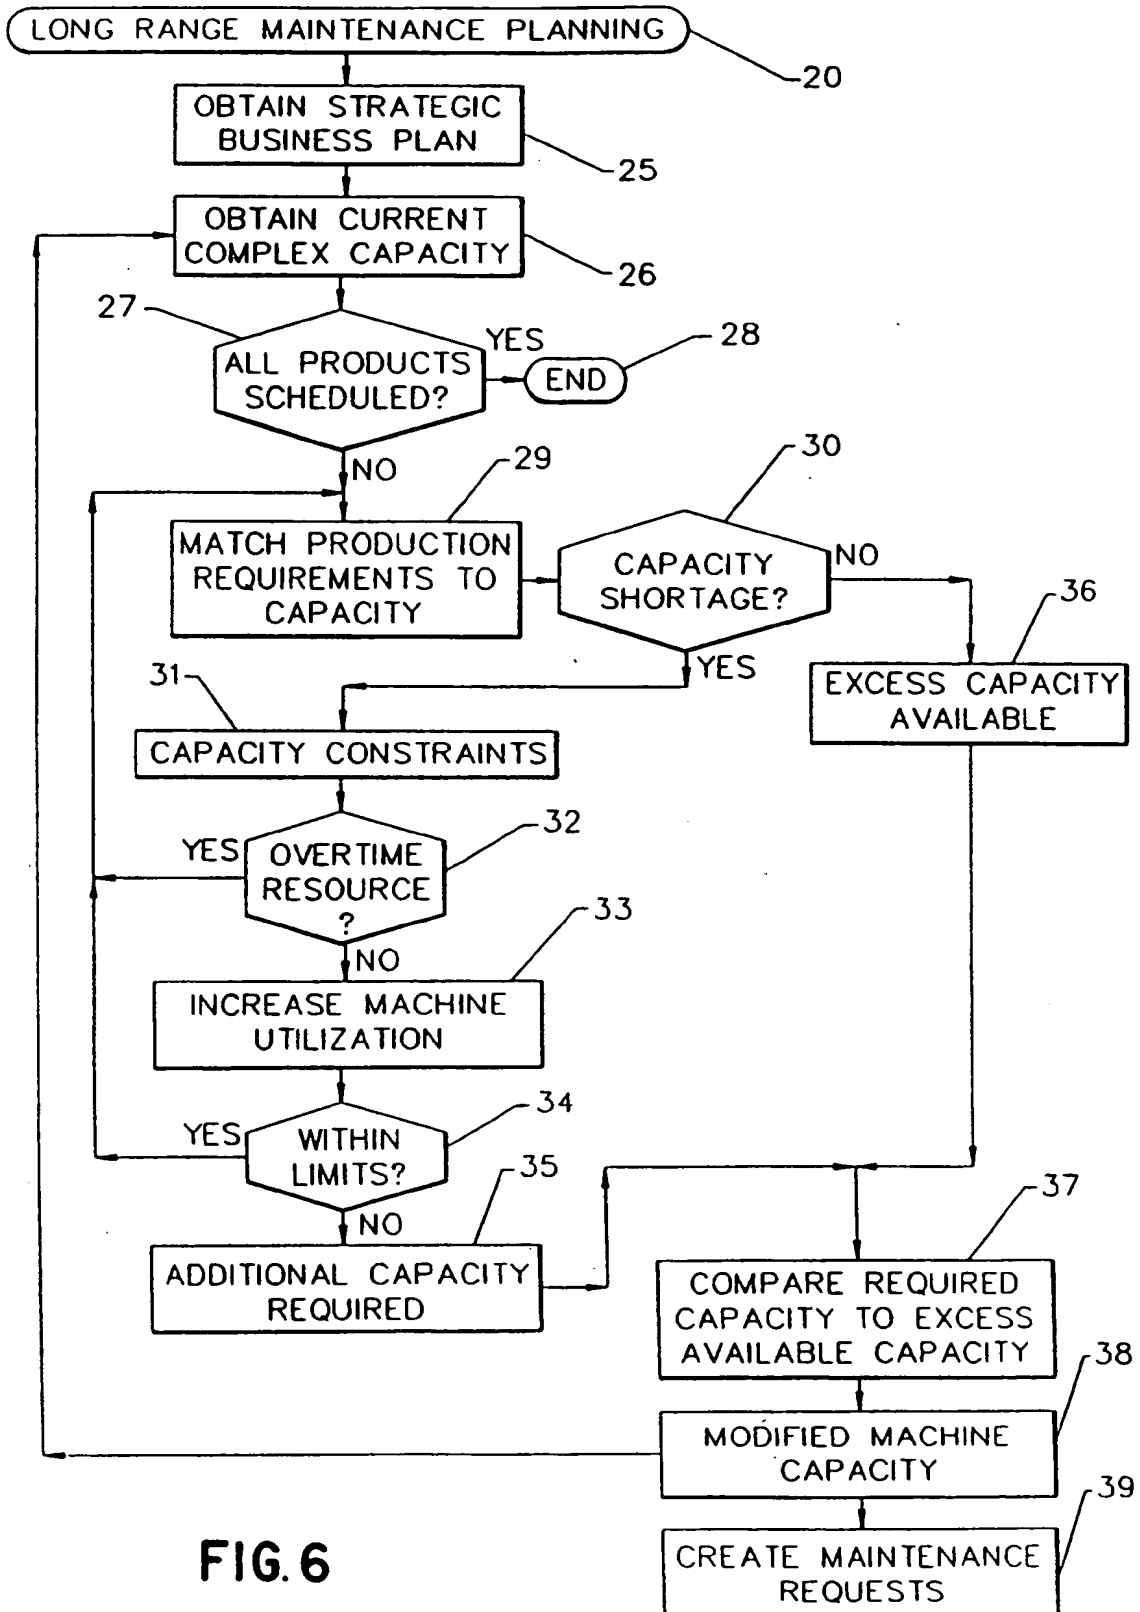 LONG RANGE MAINTENANCE PLANNING
20
OBTAIN STRATEGIC
BUSINESS PLAN
25
OBTAIN CURRENT
COMPLEX CAPACITY
26
27
ALL PRODUCTS
SCHEDULED?
YES
END
28
NO
29
MATCH PRODUCTION
REQUIREMENTS TO
CAPACITY
30
CAPACITY
SHORTAGE?
NO
YES
36
EXCESS CAPACITY
AVAILABLE
31
CAPACITY CONSTRAINTS
32
YES
OVERTIME
RESOURCE
?
NO
33
INCREASE MACHINE
UTILIZATION
34
YES
WITHIN
LIMITS?
NO
35
ADDITIONAL CAPACITY
REQUIRED
37
COMPARE REQUIRED
CAPACITY TO EXCESS
AVAILABLE CAPACITY
38
MODIFIED MACHINE
CAPACITY
39
CREATE MAINTENANCE
REQUESTS
FIG. 6